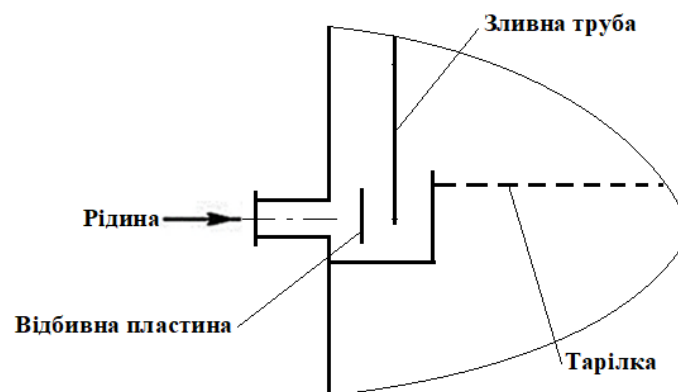 Зливна труба
Рідина
Відбивна пластина
Тарілка